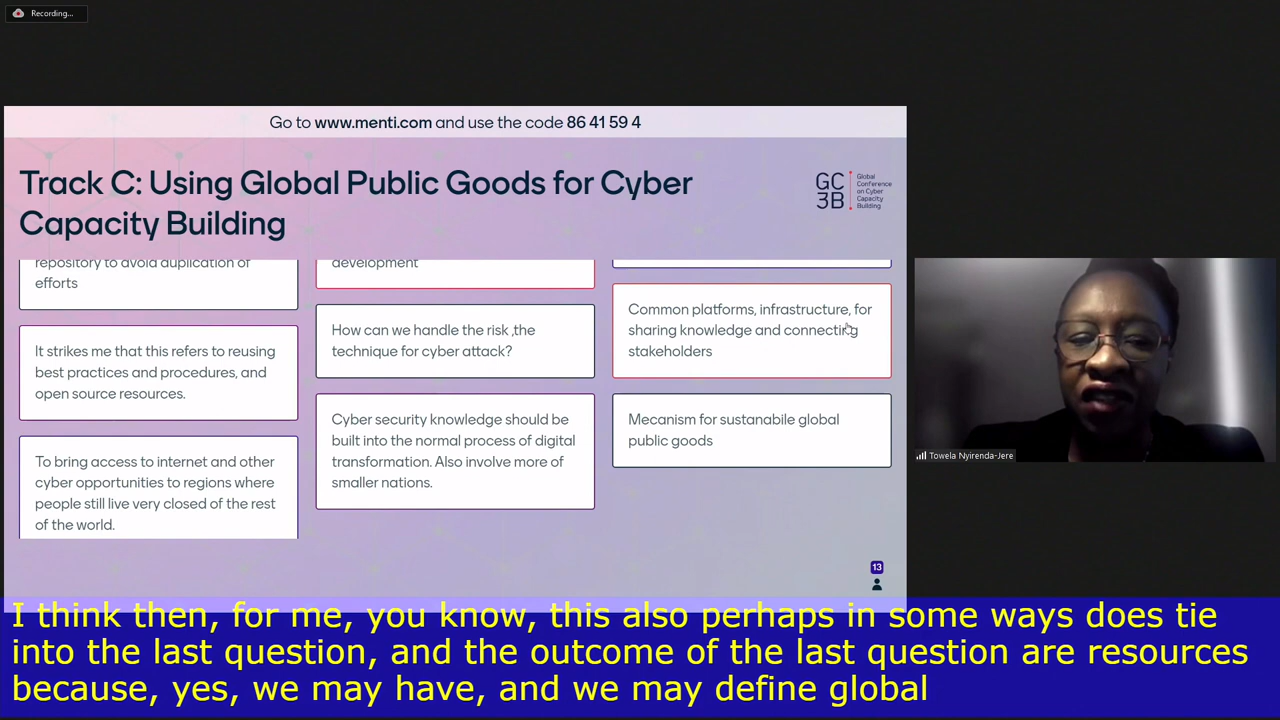 Recording...
Go to www.menti.com and use the code 86 41 59 4
Track C: Using Global Public Goods for Cyber
Capacity Building
GC
3B
Global
Conference
on Cyber
Capacity
Building
repository to avoid duplication of
efforts
It strikes me that this refers to reusing
best practices and procedures, and
open source resources.
To bring access to internet and other
cyber opportunities to regions where
people still live very closed of the rest
of the world.
development
How can we handle the risk ,the
technique for cyber attack?
Cyber security knowledge should be
built into the normal process of digital
transformation. Also involve more of
smaller nations.
Common platforms, infrastructure, for
sharing knowledge and connecting
stakeholders
Mecanism for sustanabile global
public goods
13
Towela Nyirenda-Jere
I think then, for me, you know, this also perhaps in some ways does tie
into the last question, and the outcome of the last question are resources
because, yes, we may have, and we may define global